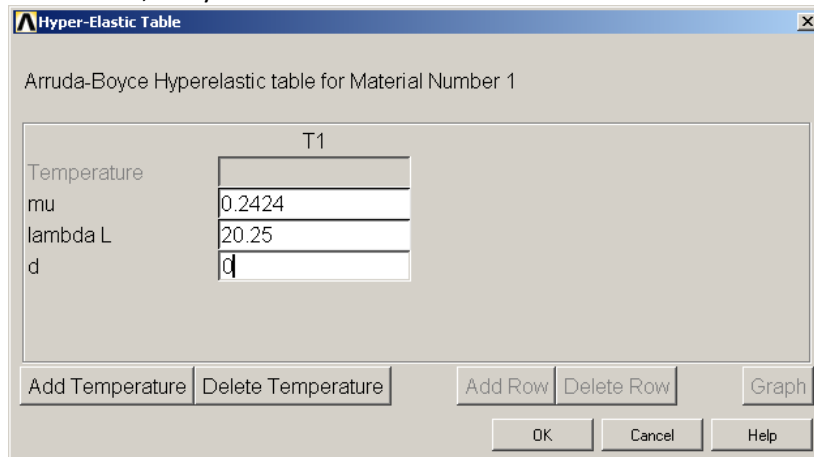 Hyper-Elastic Table
Arruda-Boyce Hyperelastic table for Material Number 1
T1
Temperature
mu 0.2424
lambda L 20.25
d 0
Add Temperature Delete Temperature Add Row Delete Row Graph
OK Cancel Help